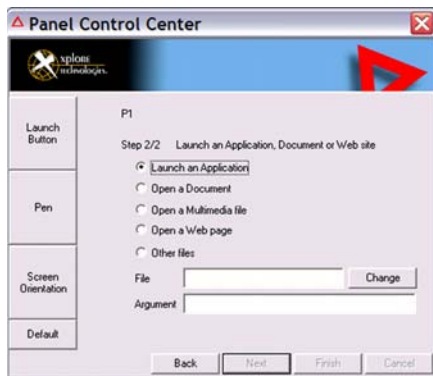 Panel Control Center
xplore
technologies
Launch
Button
Pen
Screen
Orientation
Default
P1
Step 2/2 Launch an Application, Document or Web site
Launch an Application
Open a Document
Open a Multimedia file
Open a Web page
Other files
File
Change
Argument
Back
Next
Finish
Cancel